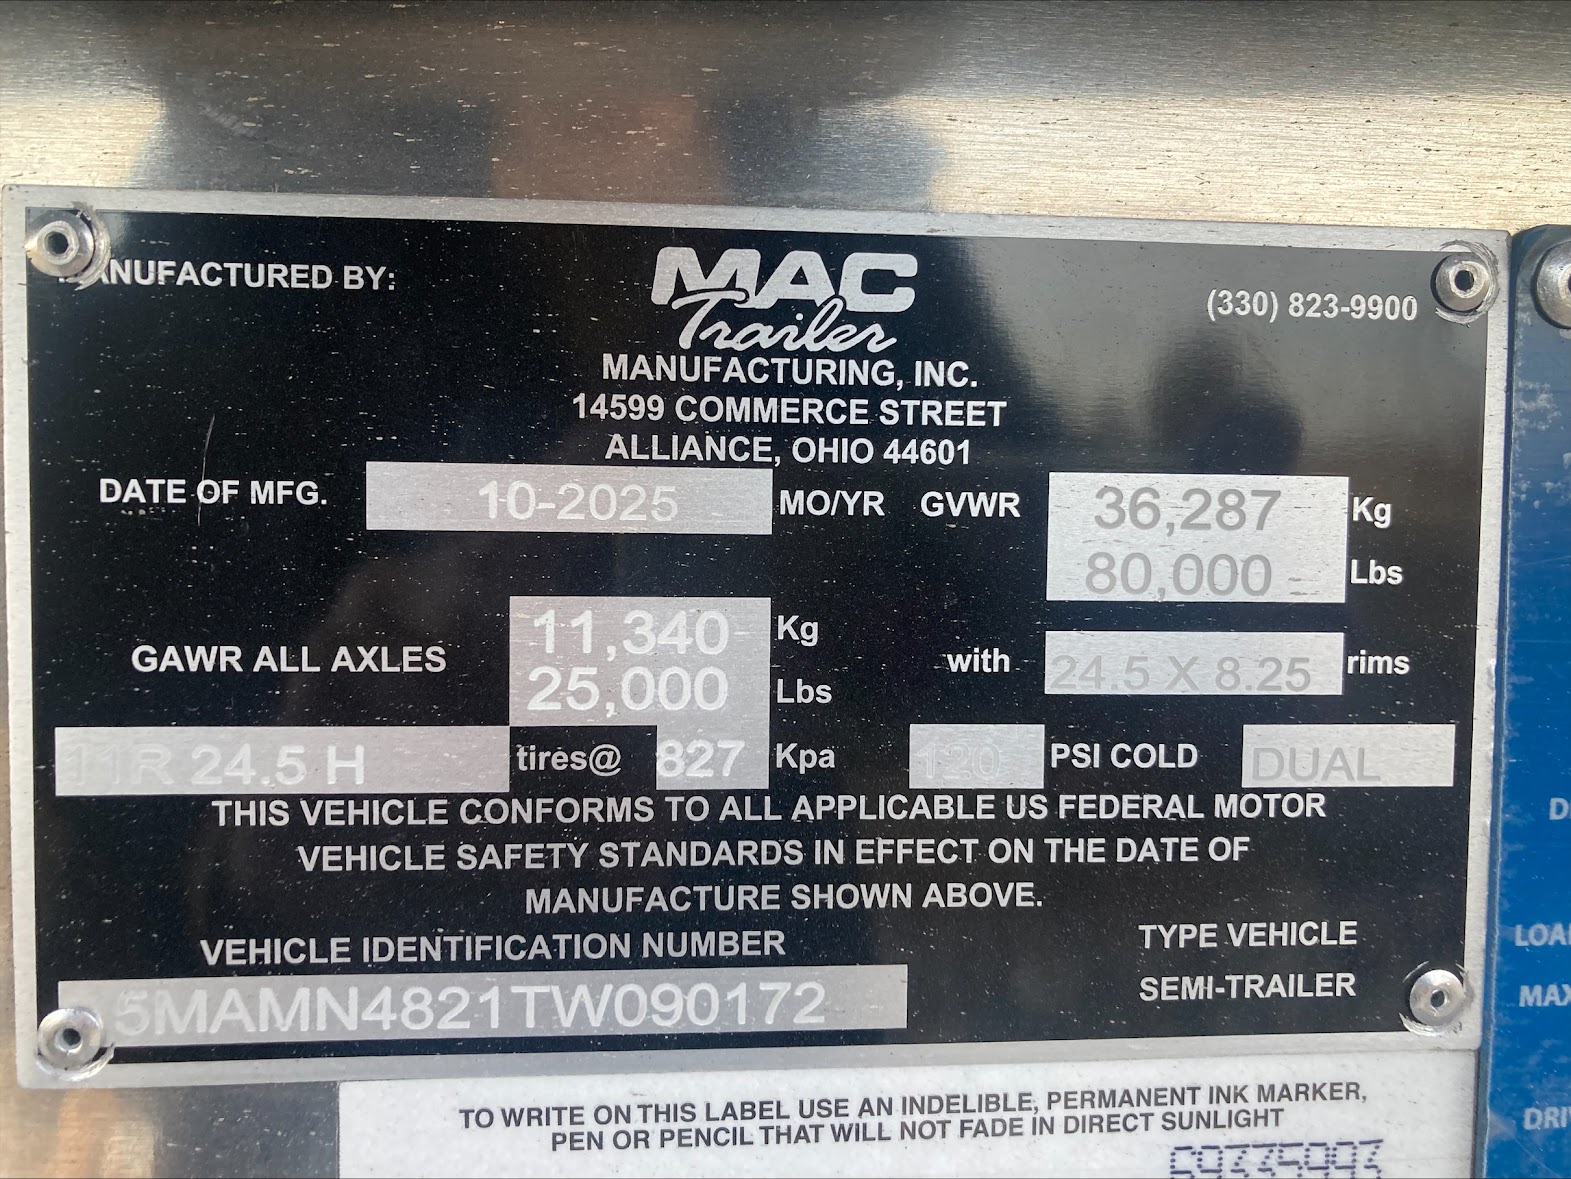 MANUFACTURED BY:
MAC
Trailer
(330) 823-9900
MANUFACTURING, INC.
14599 COMMERCE STREET
ALLIANCE, OHIO 44601
DATE OF MFG. 10-2025 MO/YR GVWR 36,287 Kg
80,000 Lbs
GAWR ALL AXLES 11,340 Kg
25,000 Lbs
with 24.5 X 8.25 rims
11R 24.5 H tires@ 827 Kpa 120 PSI COLD DUAL
THIS VEHICLE CONFORMS TO ALL APPLICABLE US FEDERAL MOTOR
VEHICLE SAFETY STANDARDS IN EFFECT ON THE DATE OF
MANUFACTURE SHOWN ABOVE.
VEHICLE IDENTIFICATION NUMBER
5MAMN4821TW090172
TYPE VEHICLE
SEMI-TRAILER
TO WRITE ON THIS LABEL USE AN INDELIBLE, PERMANENT INK MARKER,
PEN OR PENCIL THAT WILL NOT FADE IN DIRECT SUNLIGHT